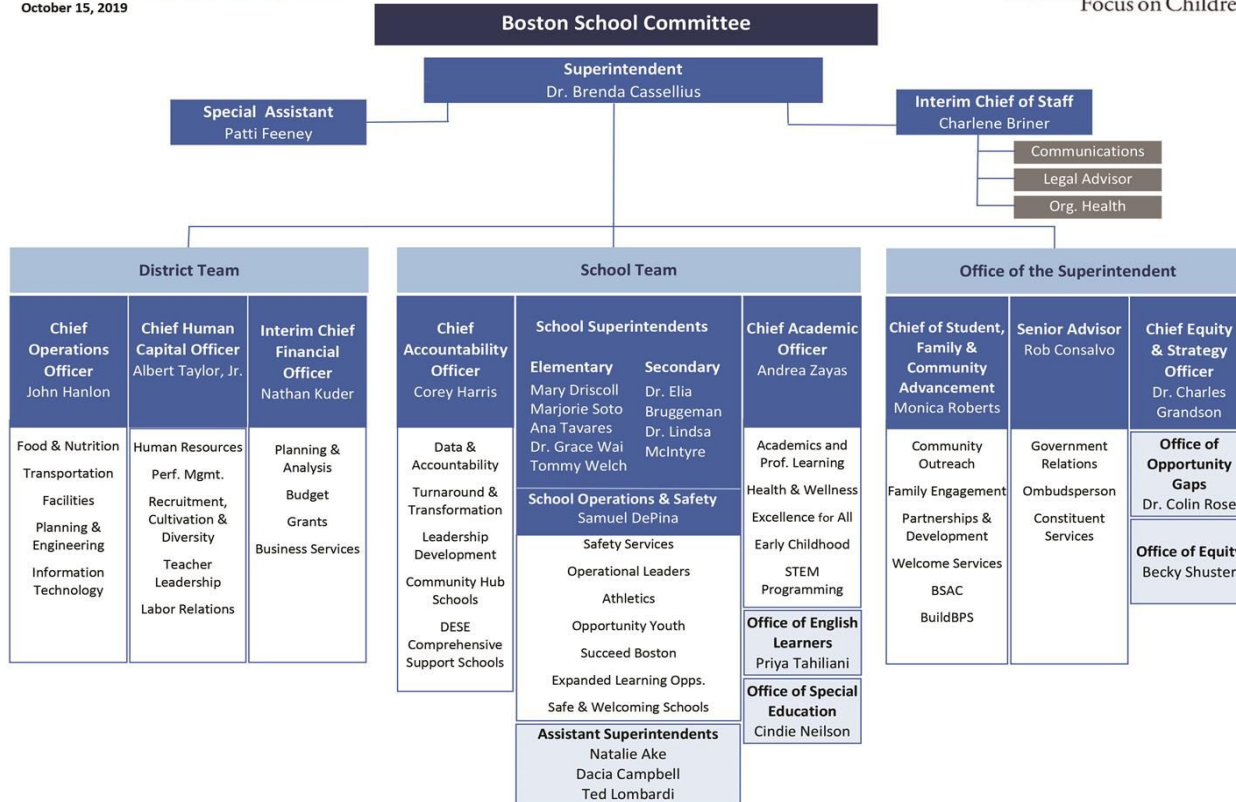 October 15, 2019
Focus on Childre
Boston School Committee
Superintendent
Dr. Brenda Cassellius
Special Assistant
Patti Feeney
Interim Chief of Staff
Charlene Briner
Communications
Legal Advisor
Org. Health
District Team
Chief
Operations
Officer
John Hanlon
Food & Nutrition
Transportation
Facilities
Planning &
Engineering
Information
Technology
Chief Human
Capital Officer
Albert Taylor, Jr.
Human Resources
Perf. Mgmt.
Recruitment,
Cultivation &
Diversity
Teacher
Leadership
Labor Relations
Interim Chief
Financial
Officer
Nathan Kuder
Planning &
Analysis
Budget
Grants
Business Services
School Team
Chief
Accountability
Officer
Corey Harris
Data &
Accountability
Turnaround &
Transformation
Leadership
Development
Community Hub
Schools
DESE
Comprehensive
Support Schools
School Superintendents
Elementary
Mary Driscoll
Marjorie Soto
Ana Tavares
Dr. Grace Wai
Tommy Welch
Secondary
Dr. Elia
Bruggeman
Dr. Lindsa
McIntyre
School Operations & Safety
Samuel DePina
Safety Services
Operational Leaders
Athletics
Opportunity Youth
Succeed Boston
Expanded Learning Opps.
Safe & Welcoming Schools
Assistant Superintendents
Natalie Ake
Dacia Campbell
Ted Lombardi
Chief Academic
Officer
Andrea Zayas
Academics and
Prof. Learning
Health & Wellness
Excellence for All
Early Childhood
STEM
Programming
Office of English
Learners
Priya Tahiliani
Office of Special
Education
Cindie Neilson
Office of the Superintendent
Chief of Student,
Family &
Community
Advancement
Monica Roberts
Community
Outreach
Family Engagement
Partnerships &
Development
Welcome Services
BSAC
BuildBPS
Senior Advisor
Rob Consalvo
Government
Relations
Ombudsperson
Constituent
Services
Chief Equity
& Strategy
Officer
Dr. Charles
Grandson
Office of
Opportunity
Gaps
Dr. Colin Rose
Office of Equity
Becky Shuster